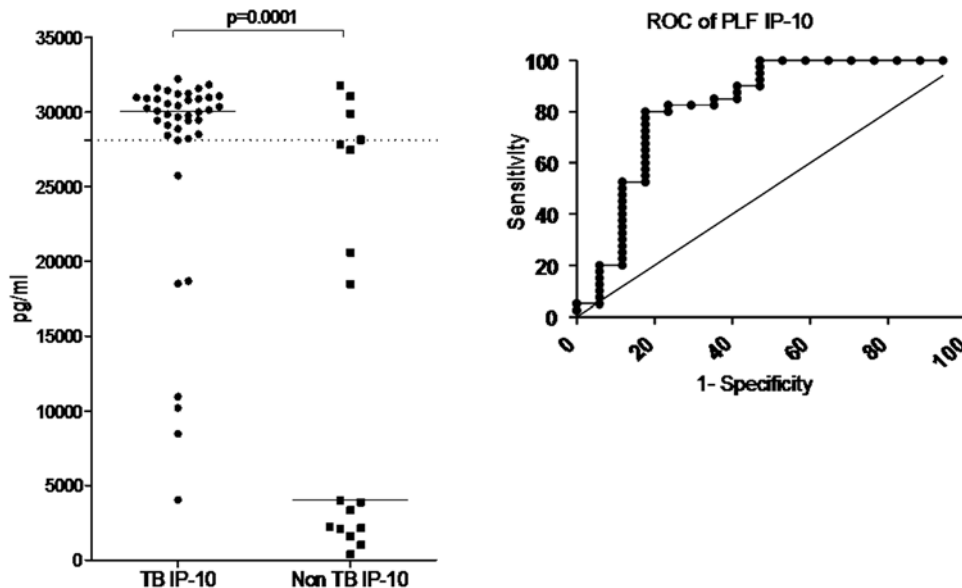 p=0.0001
35000
30000
25000
20000
15000
10000
5000
0
pg/ml
TB IP-10
Non TB IP-10
ROC of PLF IP-10
100
80
60
40
20
0
Sensitivity
0
20
40
60
80
100
1- Specificity